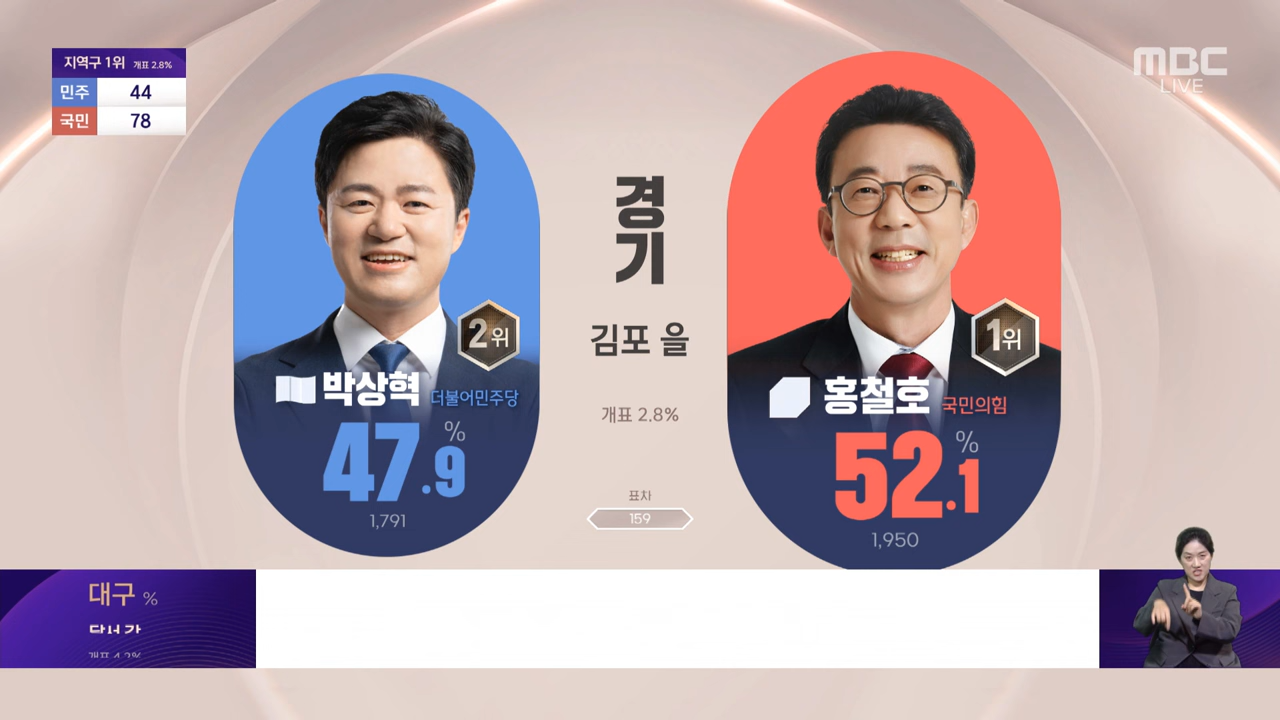 지역구 1위 개표 2.8%
민주 44
국민 78
MBC
LIVE
경기
김포 을
개표 2.8%
표차
159
2위
박상혁 더불어민주당
47.9%
1,791
1위
홍철호 국민의힘
52.1%
1,950
대구 %